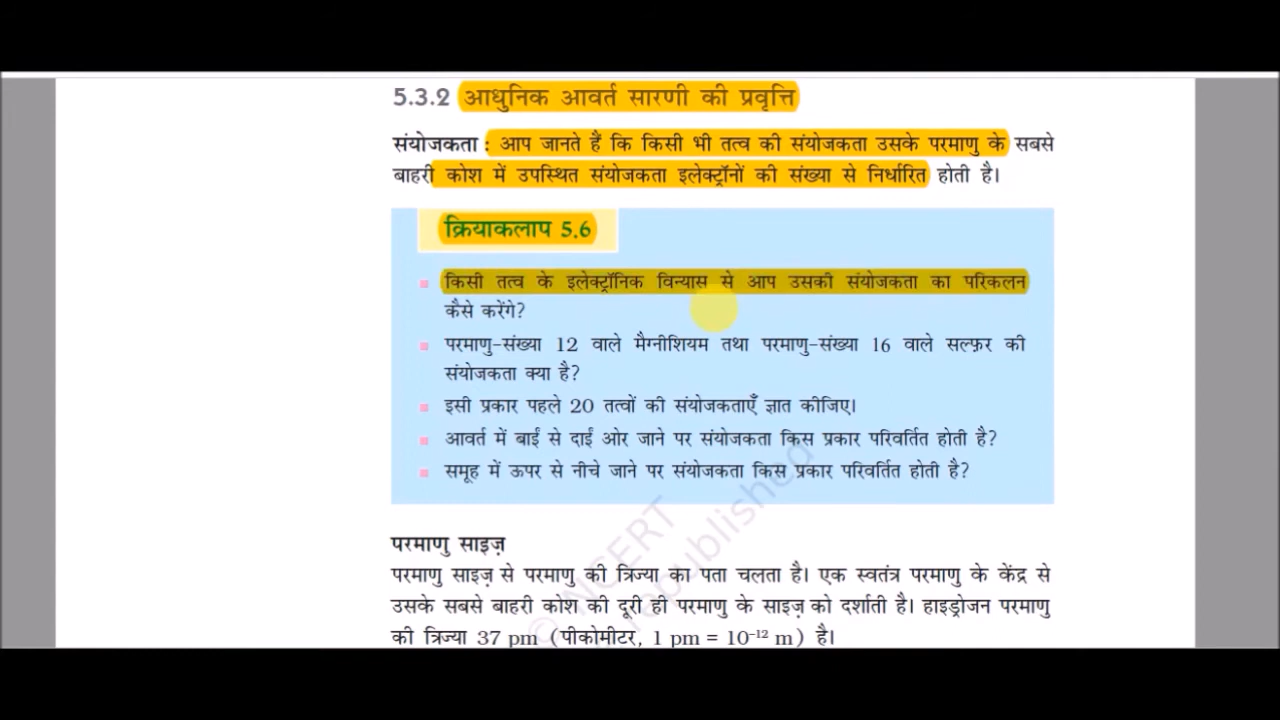 5.3.2 आधुनिक आवर्त सारणी की प्रवृत्ति
संयोजकता : आप जानते हैं कि किसी भी तत्व की संयोजकता उसके परमाणु के सबसे
बाहरी कोश में उपस्थित संयोजकता इलेक्ट्रॉनों की संख्या से निर्धारित होती है।
क्रियाकलाप 5.6
किसी तत्व के इलेक्ट्रॉनिक विन्यास से आप उसकी संयोजकता का परिकलन
कैसे करेंगे?
परमाणु-संख्या 12 वाले मैग्नीशियम तथा परमाणु-संख्या 16 वाले सल्फ़र की
संयोजकता क्या है?
इसी प्रकार पहले 20 तत्वों की संयोजकताएँ ज्ञात कीजिए।
आवर्त में बाईं से दाईं ओर जाने पर संयोजकता किस प्रकार परिवर्तित होती है?
समूह में ऊपर से नीचे जाने पर संयोजकता किस प्रकार परिवर्तित होती है?
परमाणु साइज़
परमाणु साइज़ से परमाणु की त्रिज्या का पता चलता है। एक स्वतंत्र परमाणु के केंद्र से
उसके सबसे बाहरी कोश की दूरी ही परमाणु के साइज़ को दर्शाती है। हाइड्रोजन परमाणु
की त्रिज्या 37 pm (पीकोमीटर, 1 pm = 10⁻¹² m) है।
© NCERT
republished